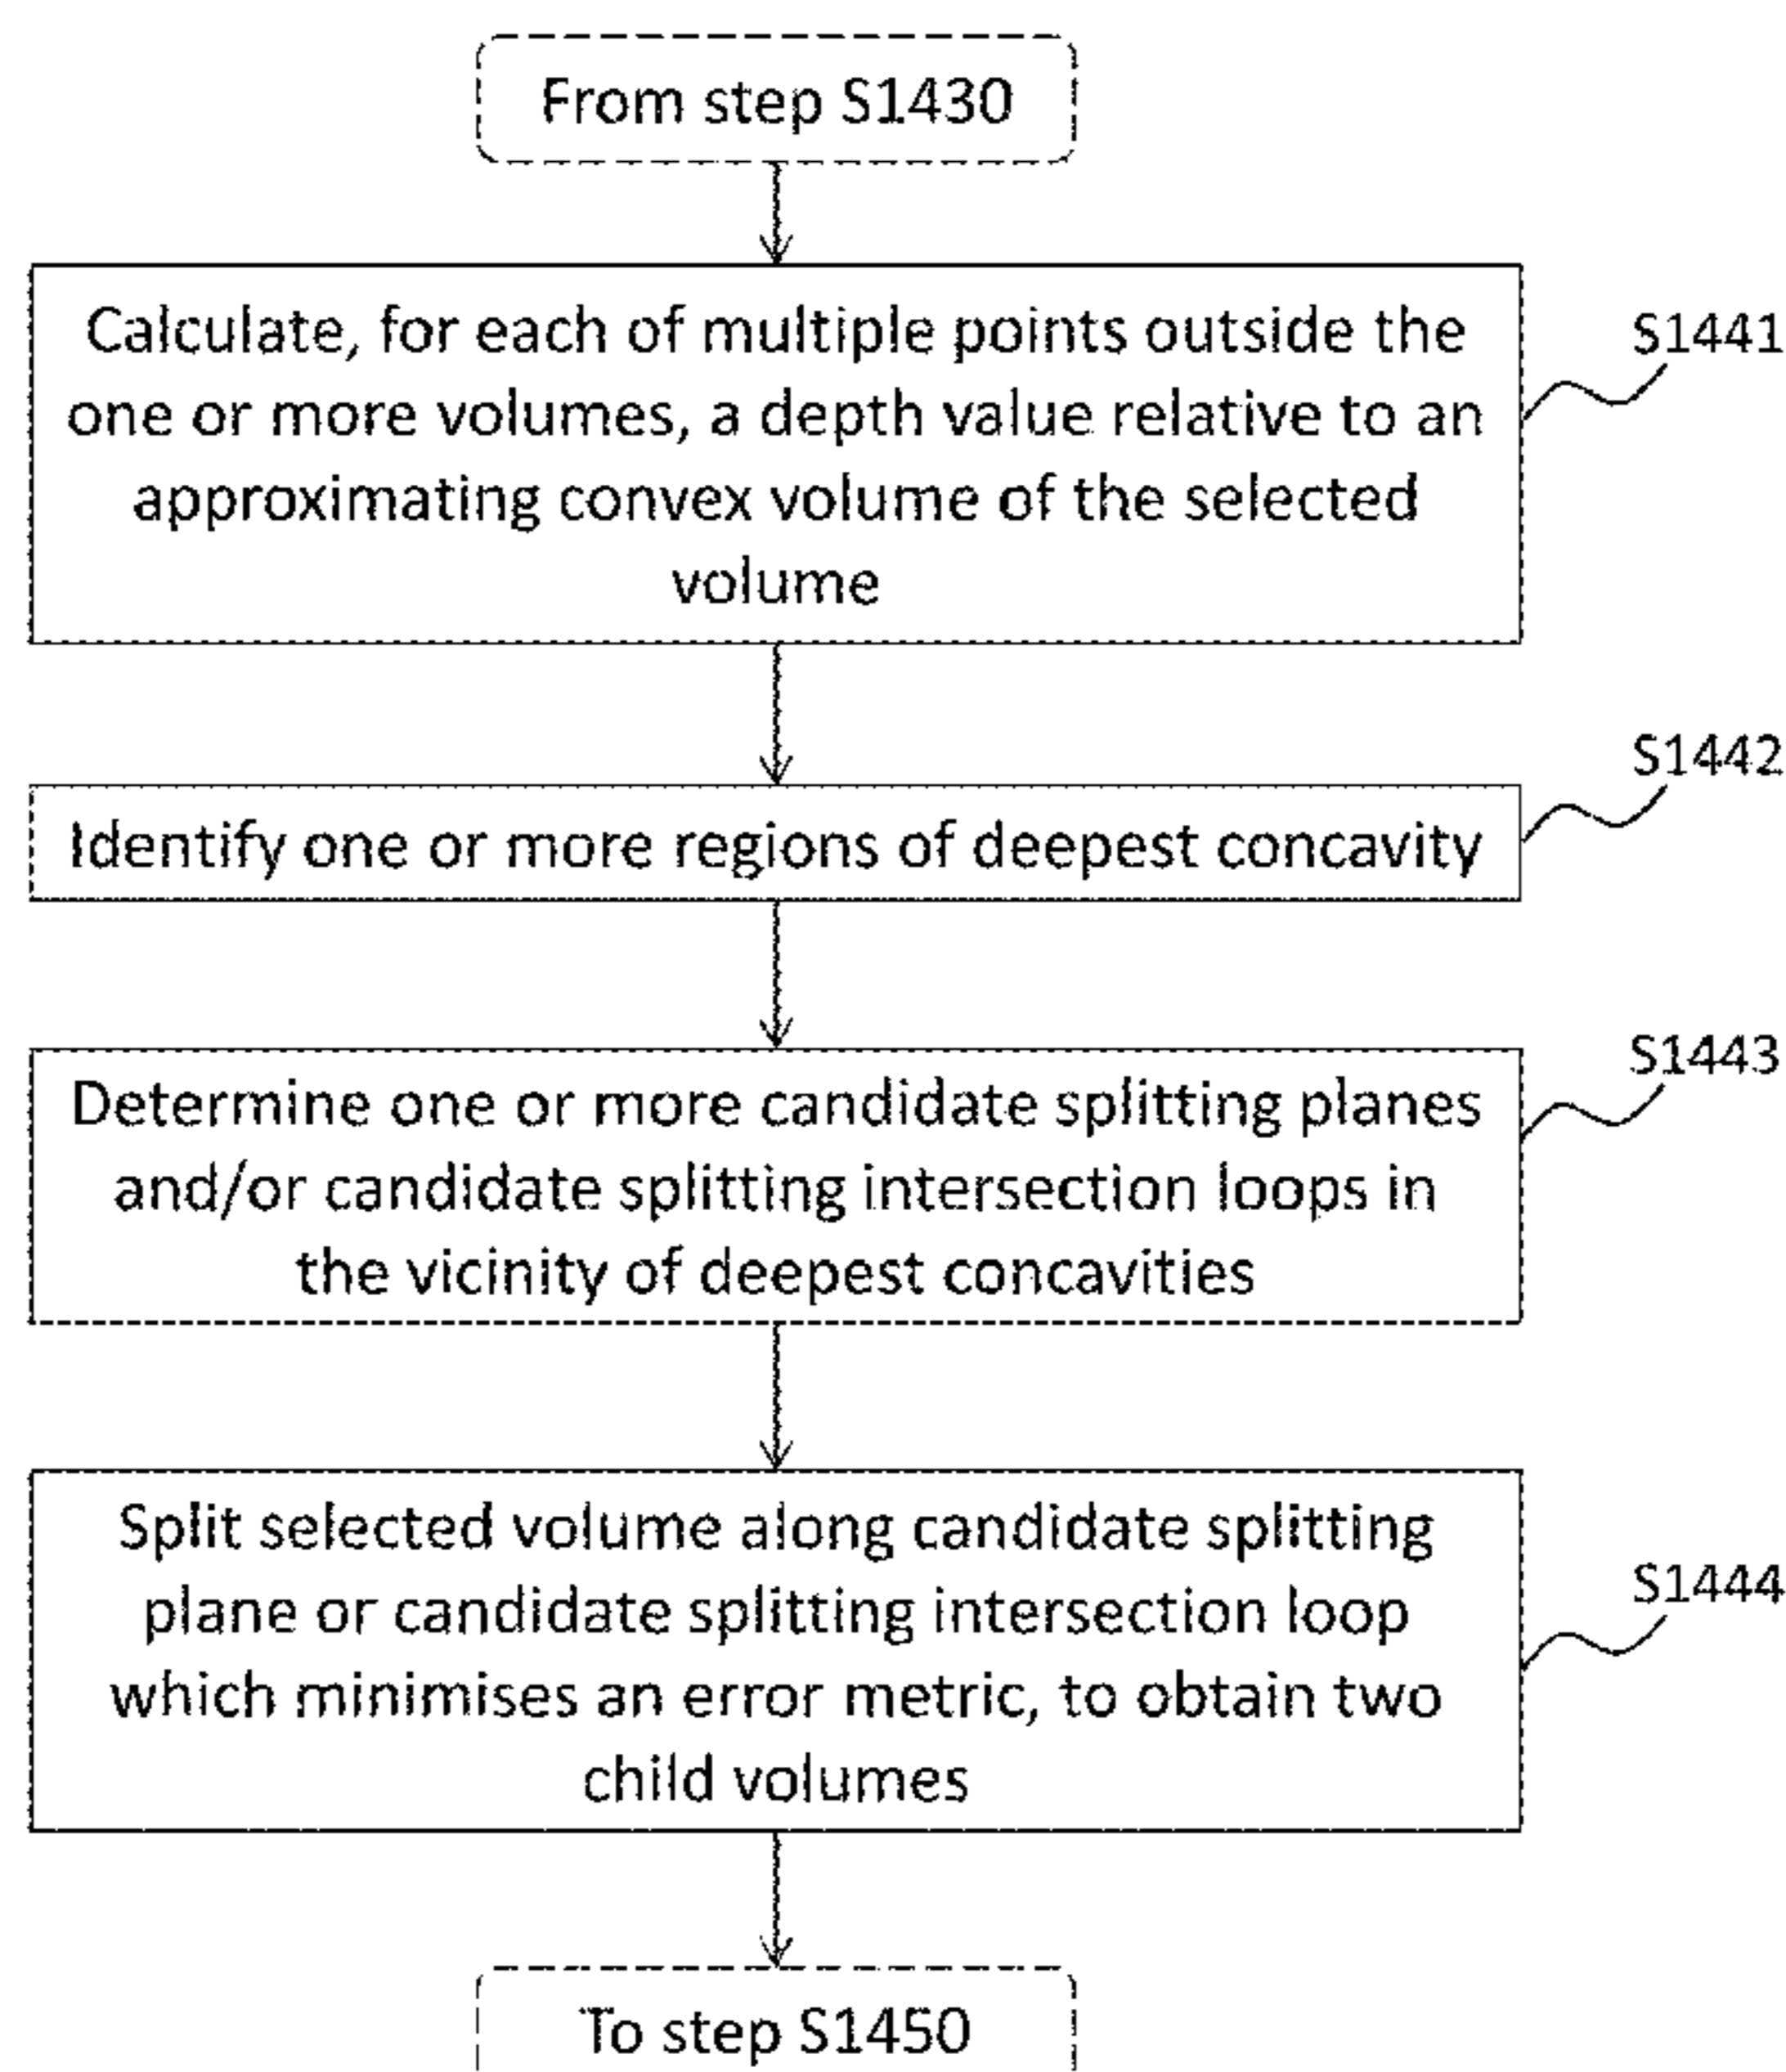 From step S1430
Calculate, for each of multiple points outside the
one or more volumes, a depth value relative to an
approximating convex volume of the selected
volume
S1441
Identify one or more regions of deepest concavity
S1442
Determine one or more candidate splitting planes
and/or candidate splitting intersection loops in
the vicinity of deepest concavities
S1443
Split selected volume along candidate splitting
plane or candidate splitting intersection loop
which minimises an error metric, to obtain two
child volumes
S1444
To step S1450